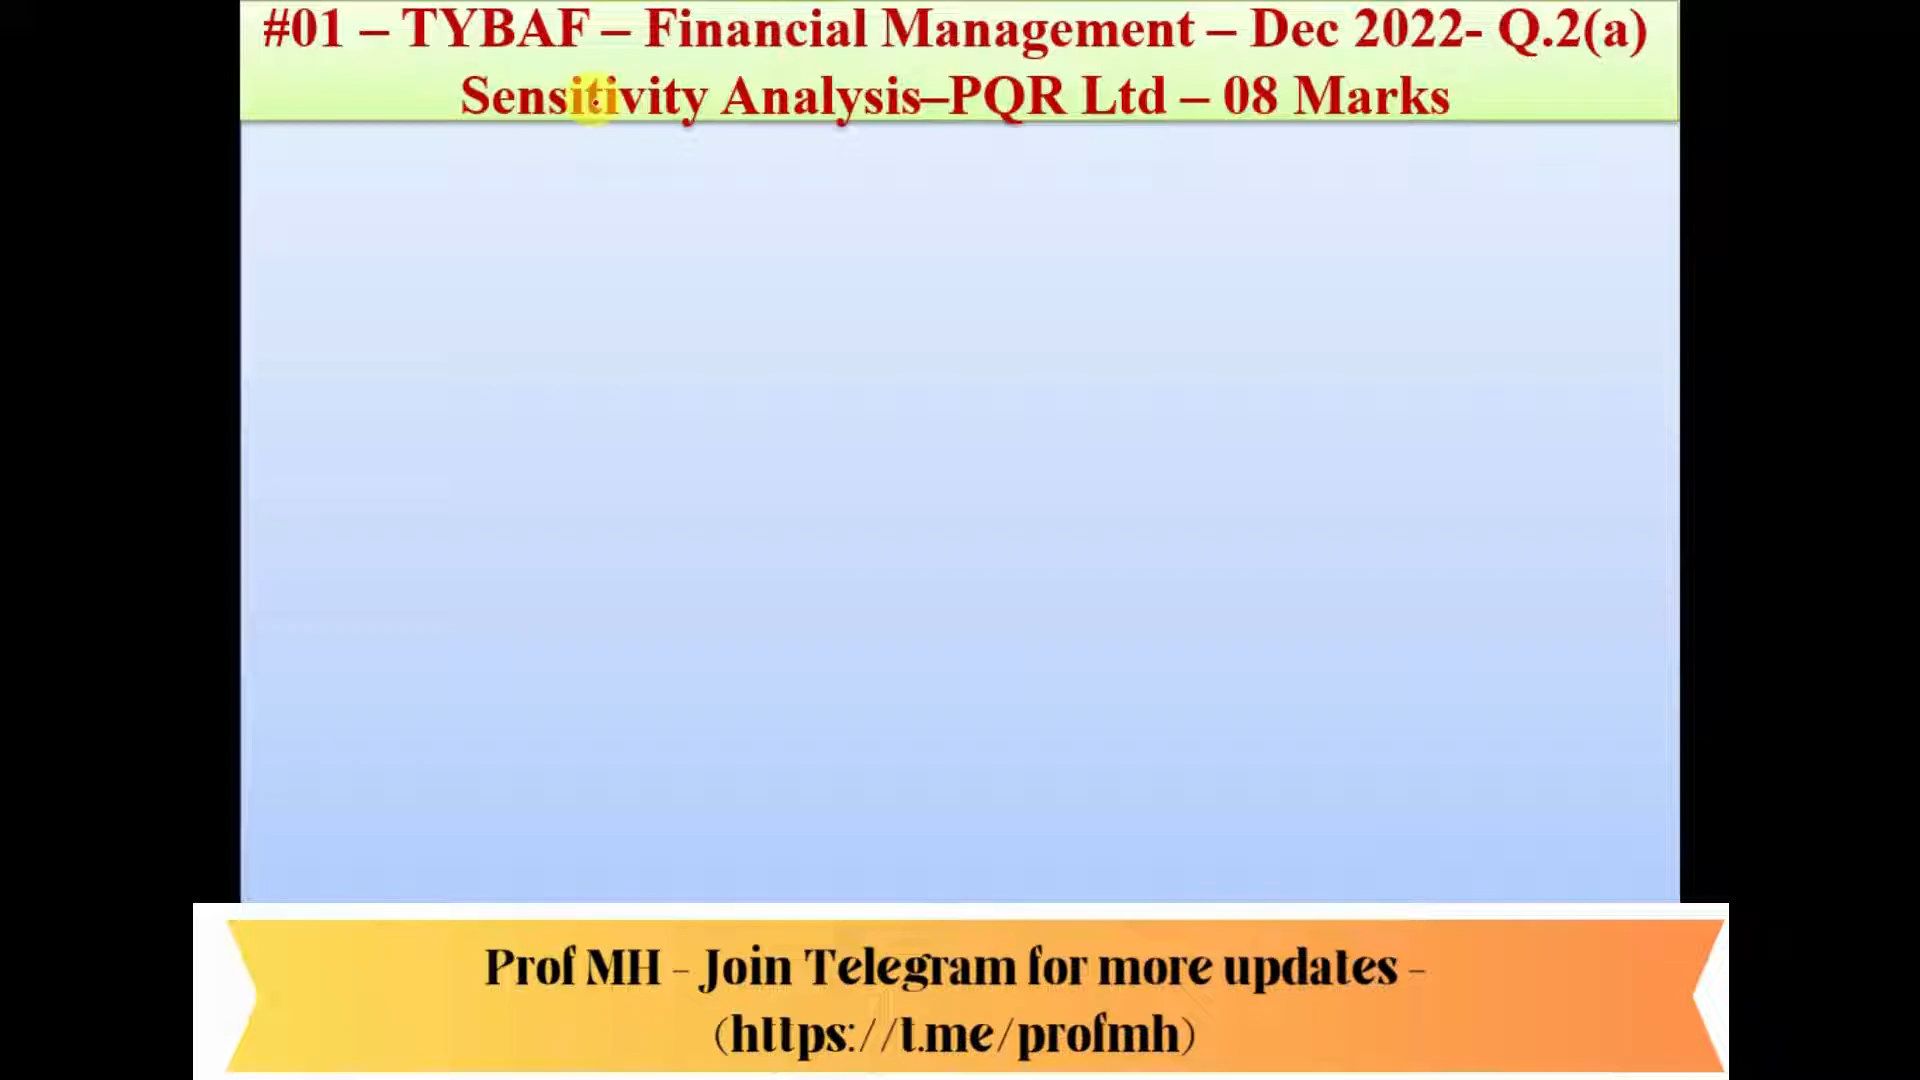 #01 – TYBAF – Financial Management – Dec 2022- Q.2(a)
Sensitivity Analysis–PQR Ltd – 08 Marks
Prof MH - Join Telegram for more updates -
(https://t.me/profmh)